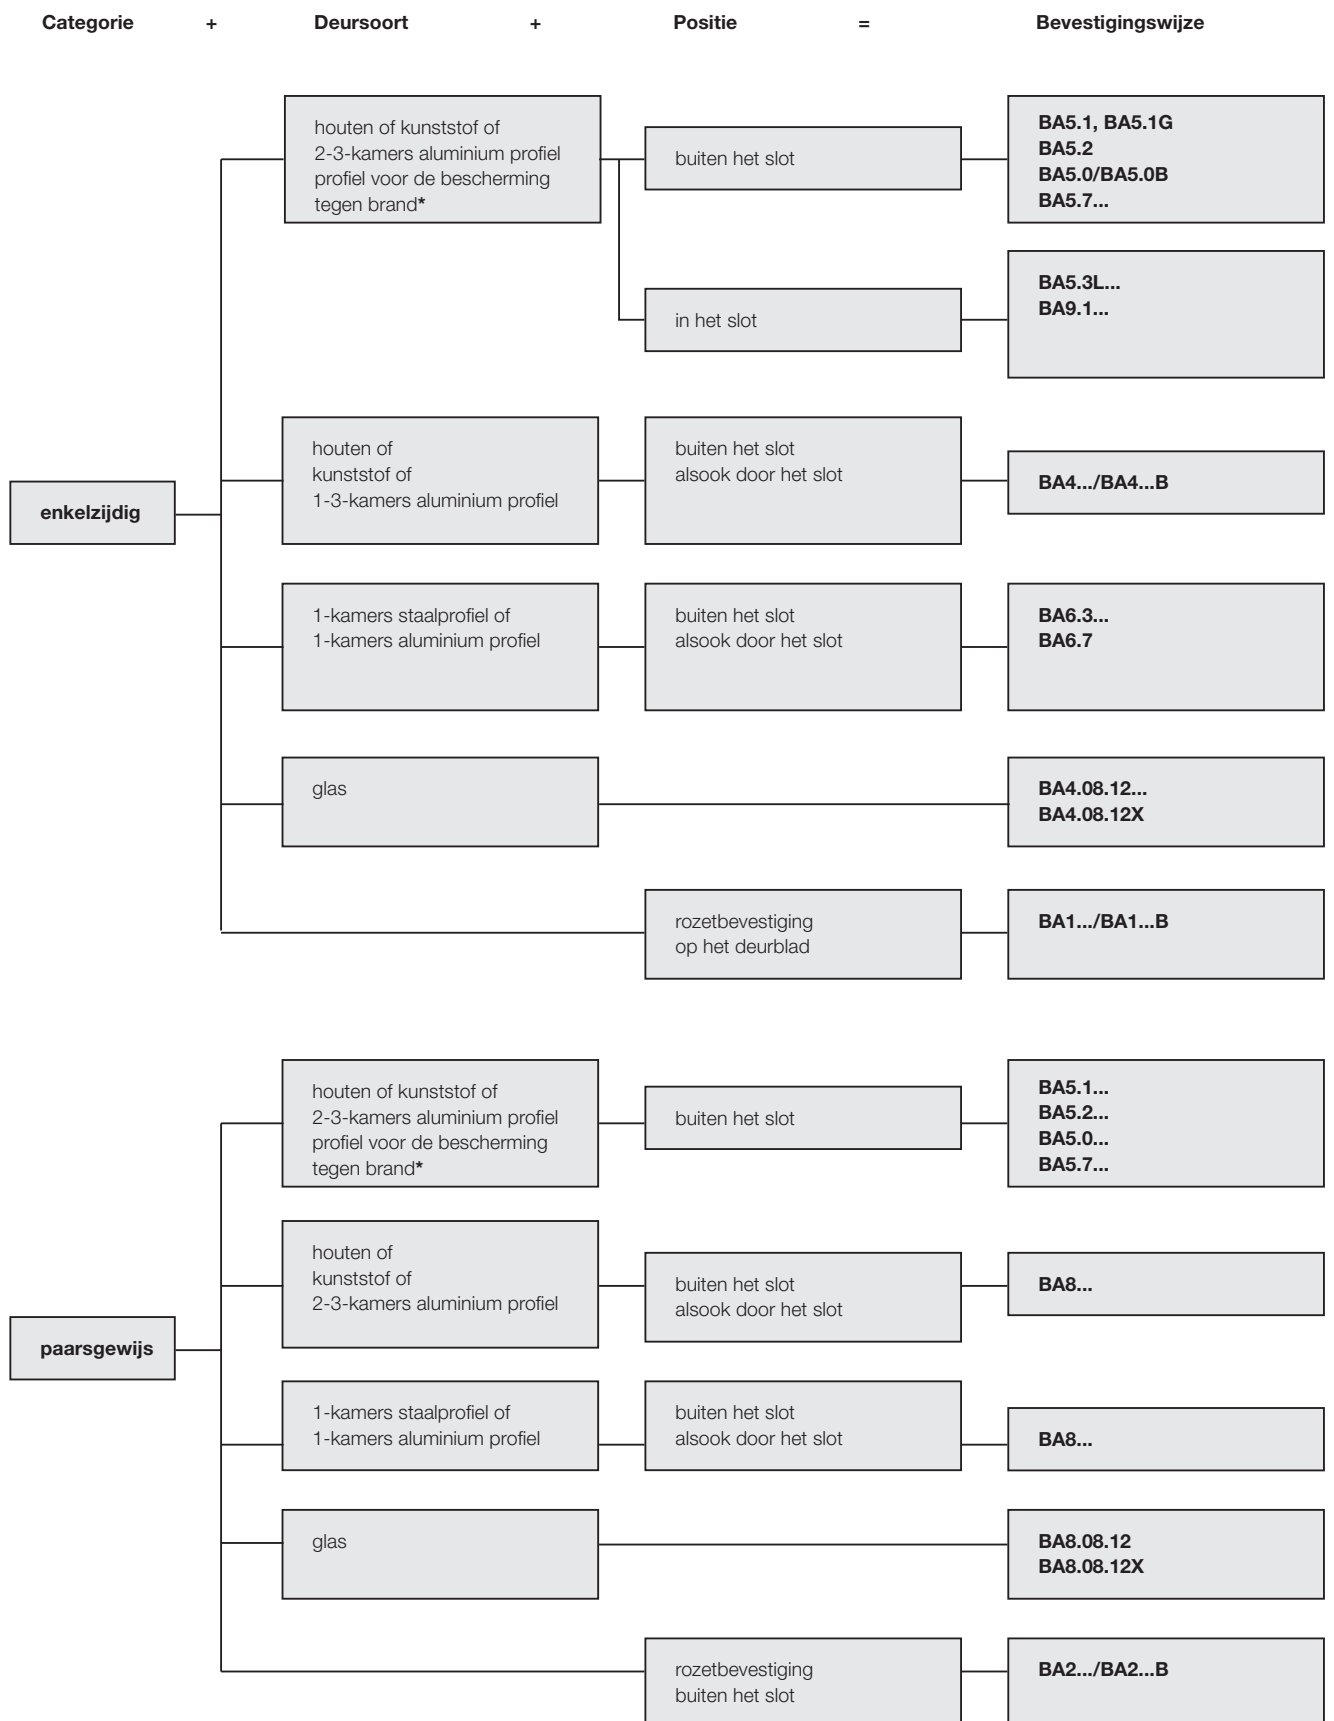 Categorie + Deursoort + Positie = Bevestigingswijze
houten of kunststof of
2-3-kamers aluminium profiel
profiel voor de bescherming
tegen brand*
buiten het slot
BA5.1, BA5.1G
BA5.2
BA5.0/BA5.0B
BA5.7...
in het slot
BA5.3L...
BA9.1...
enkelzijdig
houten of
kunststof of
1-3-kamers aluminium profiel
buiten het slot
alsook door het slot
BA4.../BA4...B
1-kamers staalprofiel of
1-kamers aluminium profiel
buiten het slot
alsook door het slot
BA6.3...
BA6.7
glas
BA4.08.12...
BA4.08.12X
rozetbevestiging
op het deurblad
BA1.../BA1...B
houten of kunststof of
2-3-kamers aluminium profiel
profiel voor de bescherming
tegen brand*
buiten het slot
BA5.1...
BA5.2...
BA5.0...
BA5.7...
houten of
kunststof of
2-3-kamers aluminium profiel
buiten het slot
alsook door het slot
BA8...
paarsgewijs
1-kamers staalprofiel of
1-kamers aluminium profiel
buiten het slot
alsook door het slot
BA8...
glas
BA8.08.12
BA8.08.12X
rozetbevestiging
buiten het slot
BA2.../BA2...B